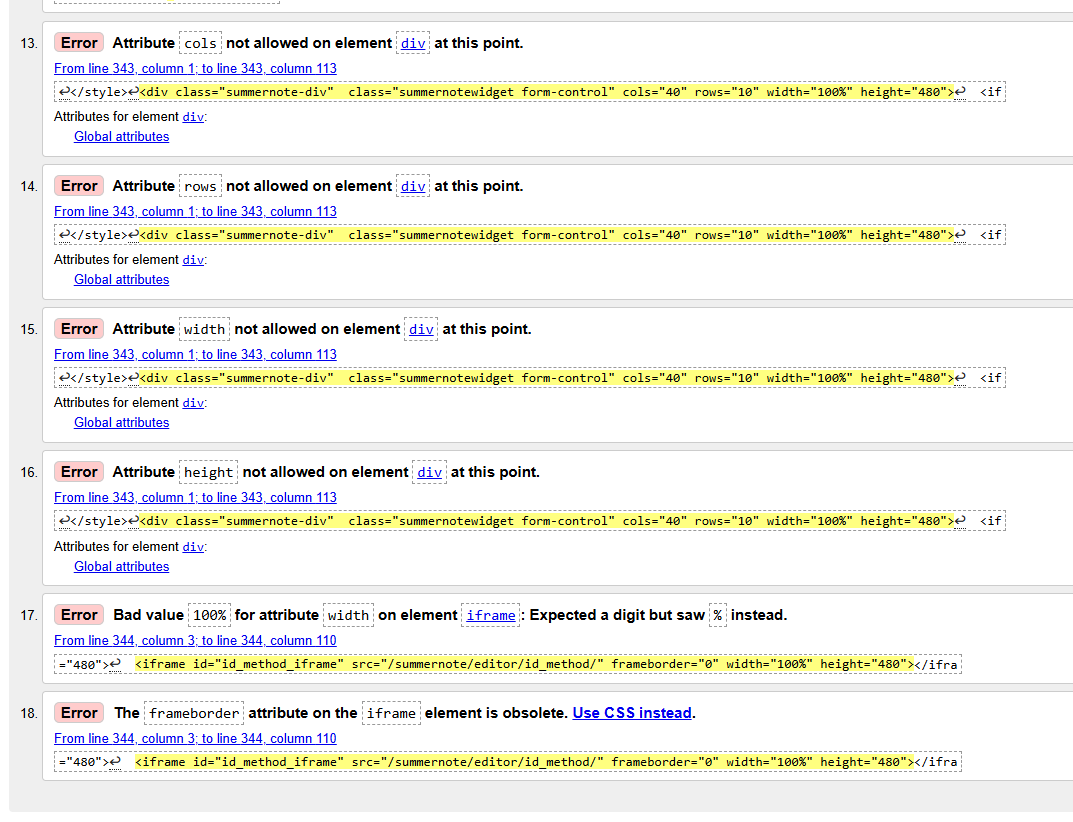 13. Error Attribute cols not allowed on element div at this point.
From line 343, column 1; to line 343, column 113
↩</style>↩<div class="summernote-div"  class="summernotewidget form-control" cols="40" rows="10" width="100%" height="480">↩  <if
Attributes for element div:
Global attributes
14. Error Attribute rows not allowed on element div at this point.
From line 343, column 1; to line 343, column 113
↩</style>↩<div class="summernote-div"  class="summernotewidget form-control" cols="40" rows="10" width="100%" height="480">↩  <if
Attributes for element div:
Global attributes
15. Error Attribute width not allowed on element div at this point.
From line 343, column 1; to line 343, column 113
↩</style>↩<div class="summernote-div"  class="summernotewidget form-control" cols="40" rows="10" width="100%" height="480">↩  <if
Attributes for element div:
Global attributes
16. Error Attribute height not allowed on element div at this point.
From line 343, column 1; to line 343, column 113
↩</style>↩<div class="summernote-div"  class="summernotewidget form-control" cols="40" rows="10" width="100%" height="480">↩  <if
Attributes for element div:
Global attributes
17. Error Bad value 100% for attribute width on element iframe: Expected a digit but saw % instead.
From line 344, column 3; to line 344, column 110
="480">↩  <iframe id="id_method_iframe" src="/summernote/editor/id_method/" frameborder="0" width="100%" height="480"></ifra
18. Error The frameborder attribute on the iframe element is obsolete. Use CSS instead.
From line 344, column 3; to line 344, column 110
="480">↩  <iframe id="id_method_iframe" src="/summernote/editor/id_method/" frameborder="0" width="100%" height="480"></ifra